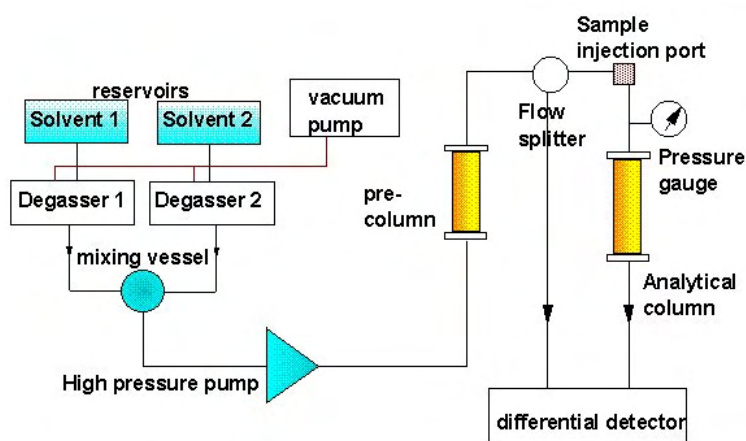 Sample
injection port
reservoirs
vacuum
pump
Solvent 1
Solvent 2
Flow
splitter
Pressure
gauge
Degasser 1
Degasser 2
pre-
column
mixing vessel
Analytical
column
High pressure pump
differential detector